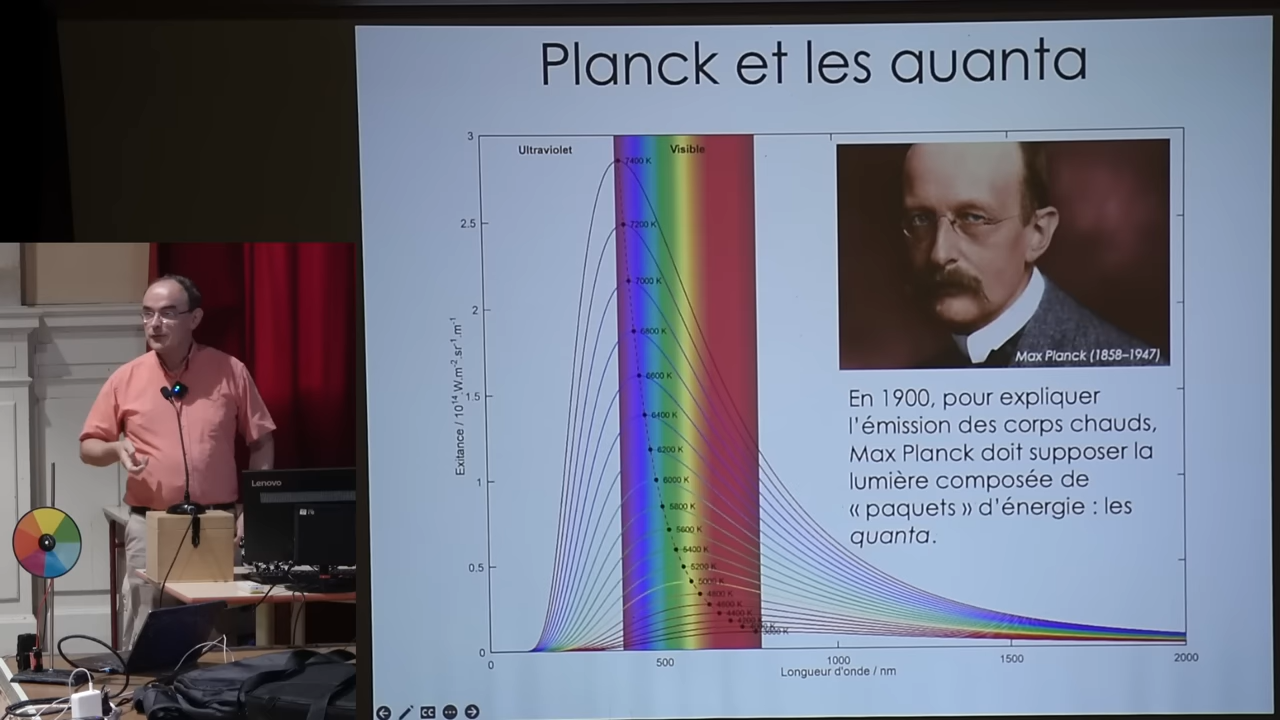 Planck et les quanta
3
2.5
2
1.5
1
0.5
0
Exitance / 10¹⁴.W.m⁻².sr⁻¹.m⁻¹
Ultraviolet
Visible
7400 K
7200 K
7000 K
6800 K
6600 K
6400 K
6200 K
6000 K
5800 K
5600 K
5400 K
5200 K
5000 K
4800 K
4600 K
4400 K
0
500
1000
1500
2000
Longueur d'onde / nm
Max Planck (1858–1947)
En 1900, pour expliquer
l'émission des corps chauds,
Max Planck doit supposer la
lumière composée de
« paquets » d'énergie : les
quanta.
Lenovo
CC